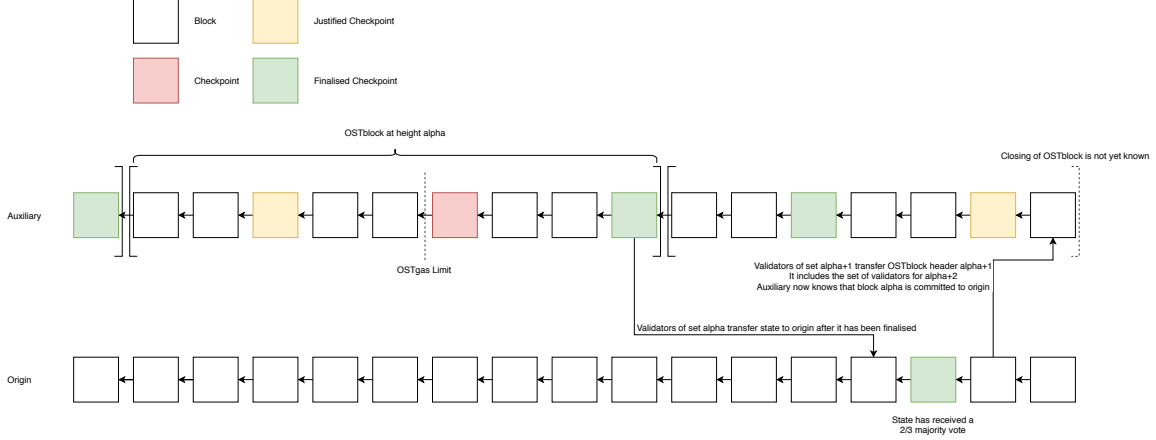 Block
Justified Checkpoint
Checkpoint
Finalised Checkpoint
OSTblock at height alpha
Closing of OSTblock is not yet known
Auxiliary
OSTgas Limit
Validators of set alpha+1 transfer OSTblock header alpha+1
It includes the set of validators for alpha+2
Auxiliary now knows that block alpha is committed to origin
Validators of set alpha transfer state to origin after it has been finalised
Origin
State has received a
2/3 majority vote